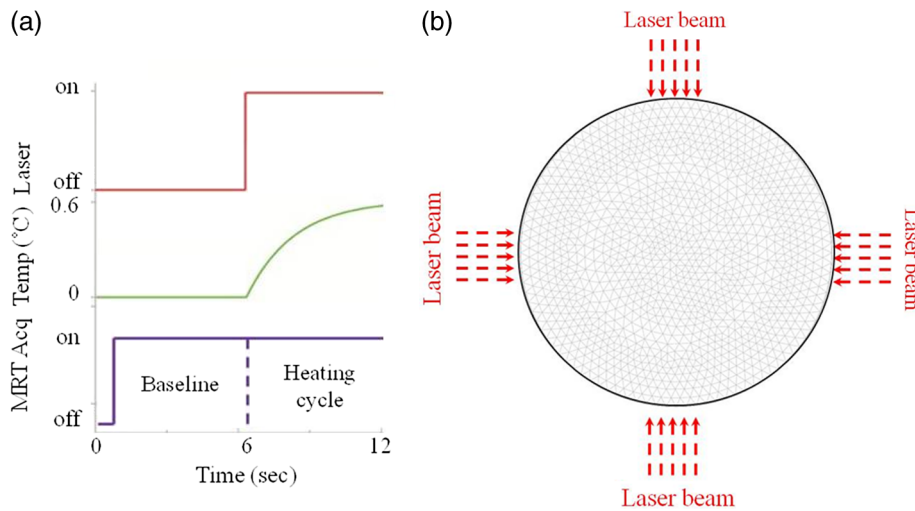 (a)
on
off
Laser
0.6
0
Temp (°C)
on
off
MRT Acq
Baseline
Heating
cycle
0
6
12
Time (sec)
(b)
Laser beam
Laser beam
Laser
beam
Laser beam